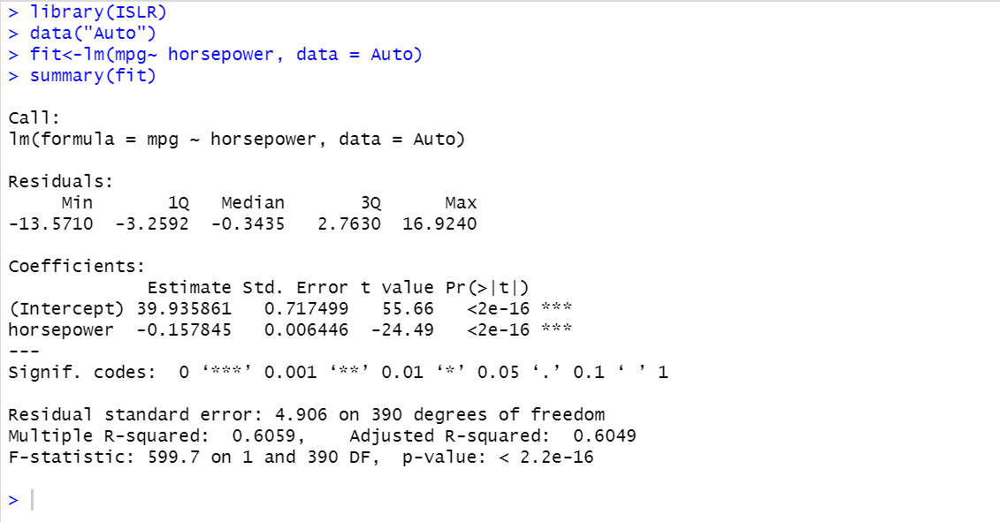 > library(ISLR)
> data("Auto")
> fit<-lm(mpg~ horsepower, data = Auto)
> summary(fit)
Call:
lm(formula = mpg ~ horsepower, data = Auto)
Residuals:
     Min       1Q   Median       3Q      Max
-13.5710  -3.2592  -0.3435   2.7630  16.9240
Coefficients:
             Estimate Std. Error t value Pr(>|t|)
(Intercept) 39.935861   0.717499   55.66   <2e-16 ***
horsepower  -0.157845   0.006446  -24.49   <2e-16 ***
---
Signif. codes:  0 ‘***’ 0.001 ‘**’ 0.01 ‘*’ 0.05 ‘.’ 0.1 ‘ ’ 1
Residual standard error: 4.906 on 390 degrees of freedom
Multiple R-squared:  0.6059,    Adjusted R-squared:  0.6049
F-statistic: 599.7 on 1 and 390 DF,  p-value: < 2.2e-16
>